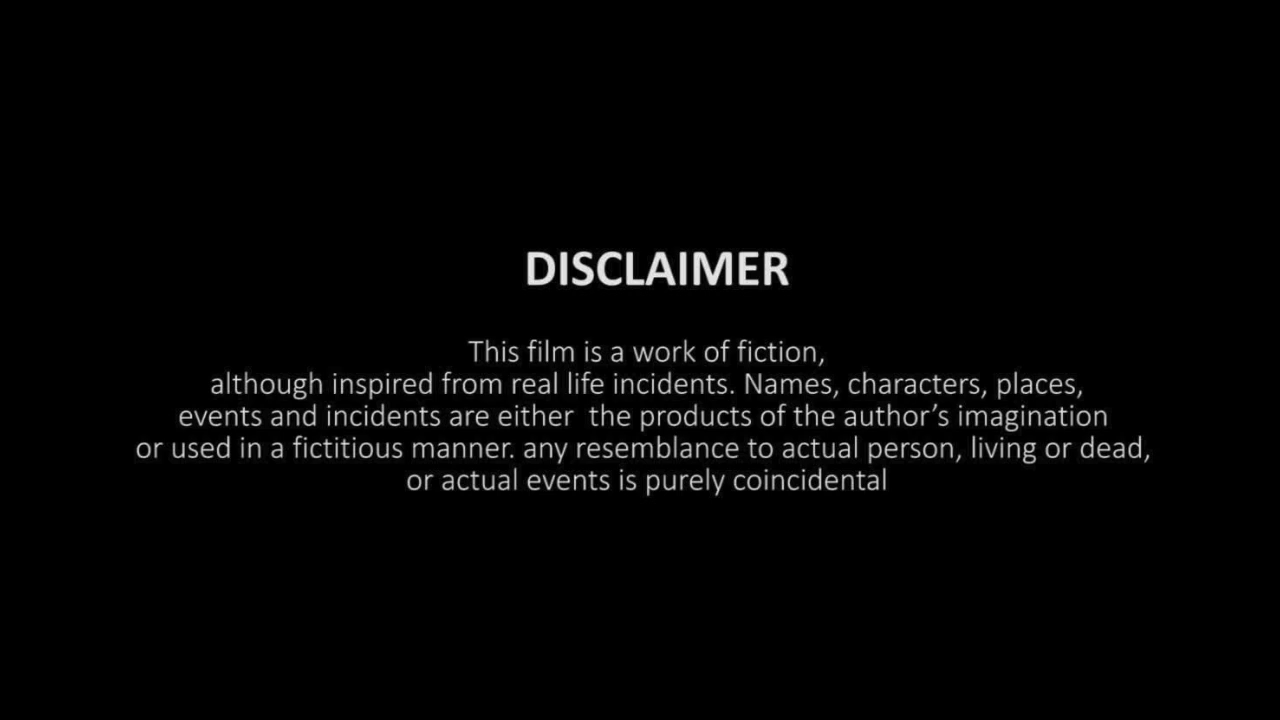 DISCLAIMER
This film is a work of fiction,
although inspired from real life incidents. Names, characters, places,
events and incidents are either  the products of the author’s imagination
or used in a fictitious manner. any resemblance to actual person, living or dead,
or actual events is purely coincidental